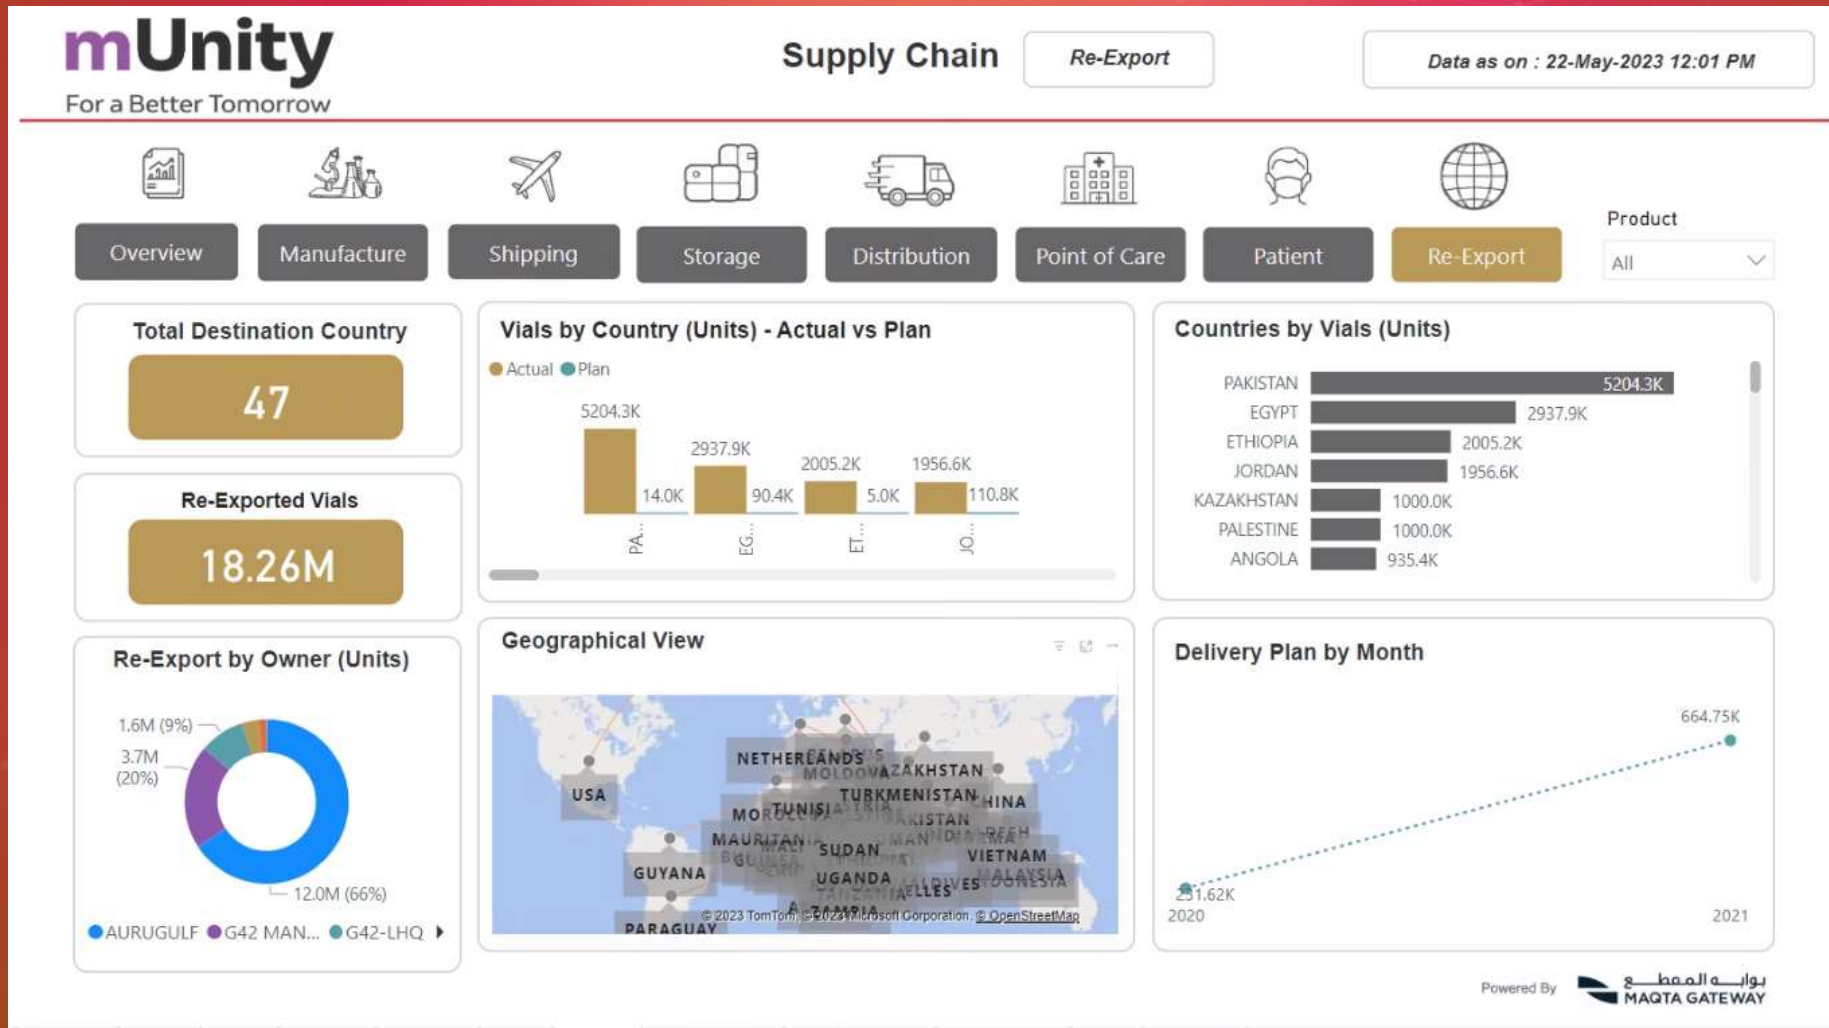 mUnity
For a Better Tomorrow
Supply Chain
Re-Export
Data as on : 22-May-2023 12:01 PM
Overview
Manufacture
Shipping
Storage
Distribution
Point of Care
Patient
Re-Export
Product
All
Total Destination Country
47
Re-Exported Vials
18.26M
Re-Export by Owner (Units)
1.6M (9%)
3.7M
(20%)
12.0M (66%)
AURUGULF G42 MAN... G42-LHQ
Vials by Country (Units) - Actual vs Plan
Actual Plan
5204.3K
14.0K
2937.9K
90.4K
2005.2K
5.0K
1956.6K
110.8K
PA...
EG...
ET...
JO...
Countries by Vials (Units)
PAKISTAN 5204.3K
EGYPT 2937.9K
ETHIOPIA 2005.2K
JORDAN 1956.6K
KAZAKHSTAN 1000.0K
PALESTINE 1000.0K
ANGOLA 935.4K
Geographical View
NETHERLANDS
MOLDOVA
TURKMENISTAN
USA
CHINA
MAURITANIA
MALI
SUDAN
VIETNAM
MALAYSIA
GUYANA
UGANDA
ZAMBIA
PARAGUAY
© 2023 TomTom, © 2023 Microsoft Corporation, © OpenStreetMap
Delivery Plan by Month
664.75K
231.62K
2020
2021
Powered By
بوابة المقطع
MAQTA GATEWAY